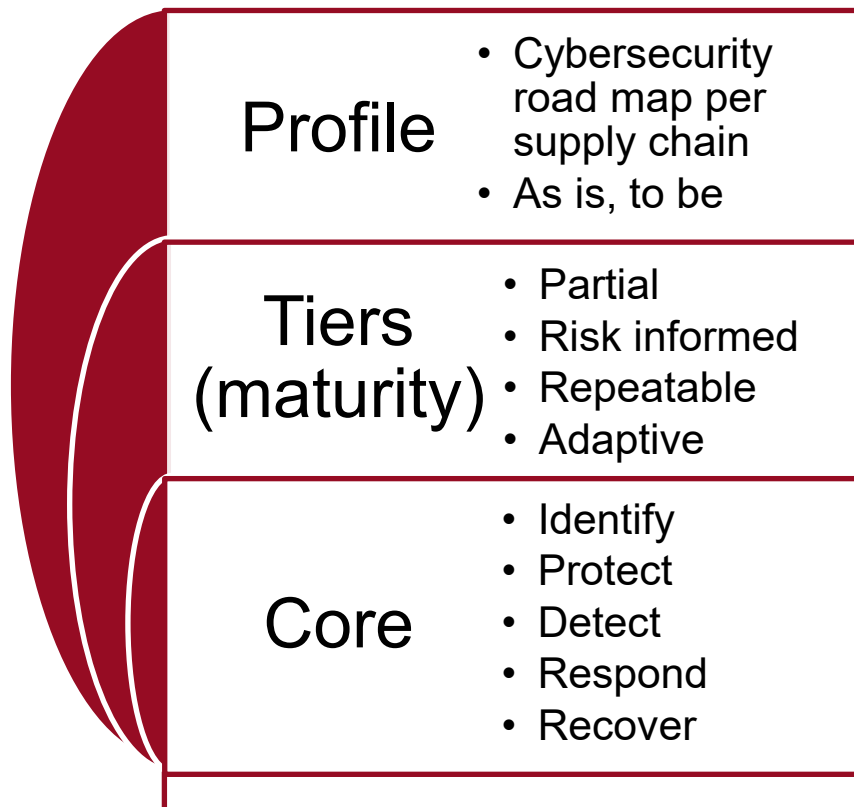 Profile
• Cybersecurity
road map per
supply chain
• As is, to be
Tiers
(maturity)
• Partial
• Risk informed
• Repeatable
• Adaptive
Core
• Identify
• Protect
• Detect
• Respond
• Recover